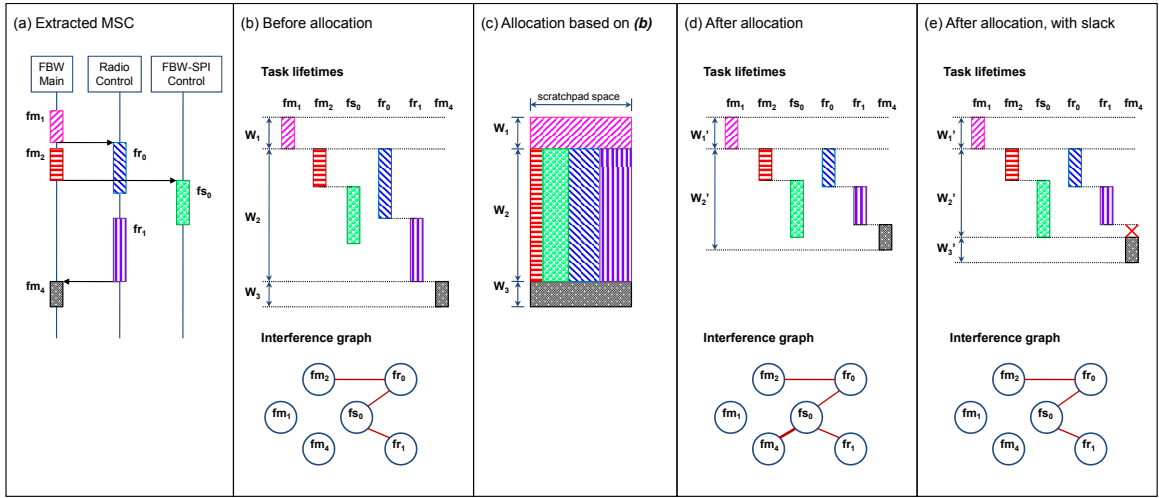 (a) Extracted MSC
FBW Main
Radio Control
FBW-SPI Control
fm1
fm2
fr0
fs0
fr1
fm4
(b) Before allocation
Task lifetimes
fm1 fm2 fs0 fr0 fr1 fm4
W1
W2
W3
Interference graph
fm2 fr0
fm1 fs0
fm4 fr1
(c) Allocation based on (b)
scratchpad space
W1
W2
W3
(d) After allocation
Task lifetimes
fm1 fm2 fs0 fr0 fr1 fm4
W1'
W2'
Interference graph
fm2 fr0
fm1 fs0
fm4 fr1
(e) After allocation, with slack
Task lifetimes
fm1 fm2 fs0 fr0 fr1 fm4
W1'
W2'
W3'
Interference graph
fm2 fr0
fm1 fs0
fm4 fr1